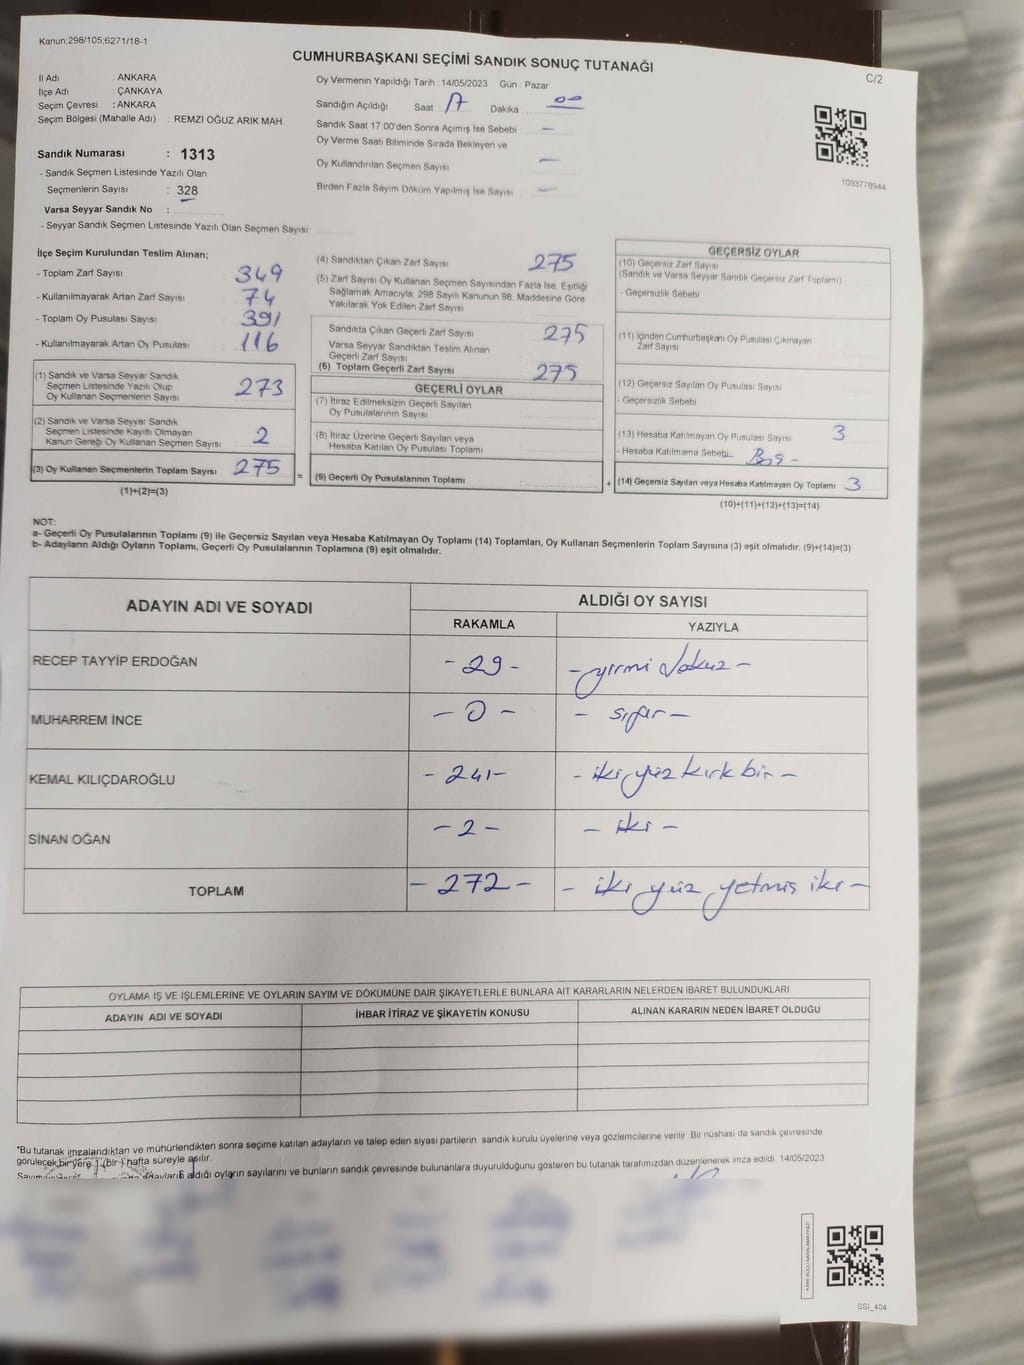 Kanun;298/105;6271/18-1
CUMHURBAŞKANI SEÇİMİ SANDIK SONUÇ TUTANAĞI
C/2
İl Adı : ANKARA
İlçe Adı : ÇANKAYA
Seçim Çevresi : ANKARA
Seçim Bölgesi (Mahalle Adı) : REMZİ OĞUZ ARIK MAH.
Sandık Numarası : 1313
- Sandık Seçmen Listesinde Yazılı Olan
Seçmenlerin Sayısı : 328
Varsa Seyyar Sandık No :
- Seyyar Sandık Seçmen Listesinde Yazılı Olan Seçmen Sayısı:
Oy Vermenin Yapıldığı Tarih : 14/05/2023 Gün : Pazar
Sandığın Açıldığı Saat : 17 Dakika 00
Sandık Saat 17:00'den Sonra Açımış İse Sebebi –
Oy Verme Saati Bitiminde Sırada Bekleyen ve
Oy Kullandırılan Seçmen Sayısı –
Birden Fazla Sayım Döküm Yapılmış İse Sayısı –
1093778944
İlçe Seçim Kurulundan Teslim Alınan;
- Toplam Zarf Sayısı 349
- Kullanılmayarak Artan Zarf Sayısı 74
- Toplam Oy Pusulası Sayısı 391
- Kullanılmayarak Artan Oy Pusulası 116
(1) Sandık ve Varsa Seyyar Sandık
Seçmen Listesinde Yazılı Olup
Oy Kullanan Seçmenlerin Sayısı 273
(2) Sandık ve Varsa Seyyar Sandık
Seçmen Listesinde Kayıtlı Olmayan
Kanun Gereği Oy Kullanan Seçmen Sayısı 2
(3) Oy Kullanan Seçmenlerin Toplam Sayısı 275
(1)+(2)=(3)
(4) Sandıktan Çıkan Zarf Sayısı 275
(5) Zarf Sayısı Oy Kullanan Seçmen Sayısından Fazla İse, Eşitliği
Sağlamak Amacıyla, 298 Sayılı Kanunun 98. Maddesine Göre
Yakılarak Yok Edilen Zarf Sayısı
Sandıkta Çıkan Geçerli Zarf Sayısı 275
Varsa Seyyar Sandıktan Teslim Alınan
Geçerli Zarf Sayısı
(6) Toplam Geçerli Zarf Sayısı 275
GEÇERLİ OYLAR
(7) İtiraz Edilmeksizin Geçerli Sayılan
Oy Pusulalarının Sayısı
(8) İtiraz Üzerine Geçerli Sayılan veya
Hesaba Katılan Oy Pusulası Toplamı
= (9) Geçerli Oy Pusulalarının Toplamı :
GEÇERSİZ OYLAR
(10) Geçersiz Zarf Sayısı
(Sandık ve Varsa Seyyar Sandık Geçersiz Zarf Toplamı)
- Geçersizlik Sebebi
(11) İçinden Cumhurbaşkanı Oy Pusulası Çıkmayan
Zarf Sayısı
(12) Geçersiz Sayılan Oy Pusulası Sayısı
- Geçersizlik Sebebi
(13) Hesaba Katılmayan Oy Pusulası Sayısı 3
- Hesaba Katılmama Sebebi Boş -
+ (14) Geçersiz Sayılan veya Hesaba Katılmayan Oy Toplamı 3
(10)+(11)+(12)+(13)=(14)
NOT:
a- Geçerli Oy Pusulalarının Toplamı (9) ile Geçersiz Sayılan veya Hesaba Katılmayan Oy Toplamı (14) Toplamları, Oy Kullanan Seçmenlerin Toplam Sayısına (3) eşit olmalıdır. (9)+(14)=(3)
b- Adayların Aldığı Oyların Toplamı, Geçerli Oy Pusulalarının Toplamına (9) eşit olmalıdır.
ADAYIN ADI VE SOYADI ALDIĞI OY SAYISI
RAKAMLA YAZIYLA
RECEP TAYYİP ERDOĞAN - 29 - - yirmi dokuz -
MUHARREM İNCE - 0 - - sıfır -
KEMAL KILIÇDAROĞLU - 241 - - iki yüz kırk bir -
SİNAN OĞAN - 2 - - iki -
TOPLAM - 272 - - iki yüz yetmiş iki -
OYLAMA İŞ VE İŞLEMLERİNE VE OYLARIN SAYIM VE DÖKÜMÜNE DAİR ŞİKAYETLERLE BUNLARA AİT KARARLARIN NELERDEN İBARET BULUNDUKLARI
ADAYIN ADI VE SOYADI İHBAR İTİRAZ VE ŞİKAYETİN KONUSU ALINAN KARARIN NEDEN İBARET OLDUĞU
*Bu tutanak imzalandıktan ve mühürlendikten sonra seçime katılan adayların ve talep eden siyasi partilerin sandık kurulu üyelerine veya gözlemcilerine verilir. Bir nüshası da sandık çevresinde
görülecek bir yere 1 (bir) hafta süreyle asılır.
aldığı oyların sayılarını ve bunların sandık çevresinde bulunanlara duyurulduğunu gösteren bu tutanak tarafımızdan düzenlenerek imza edildi. 14/05/2023
SSI_404